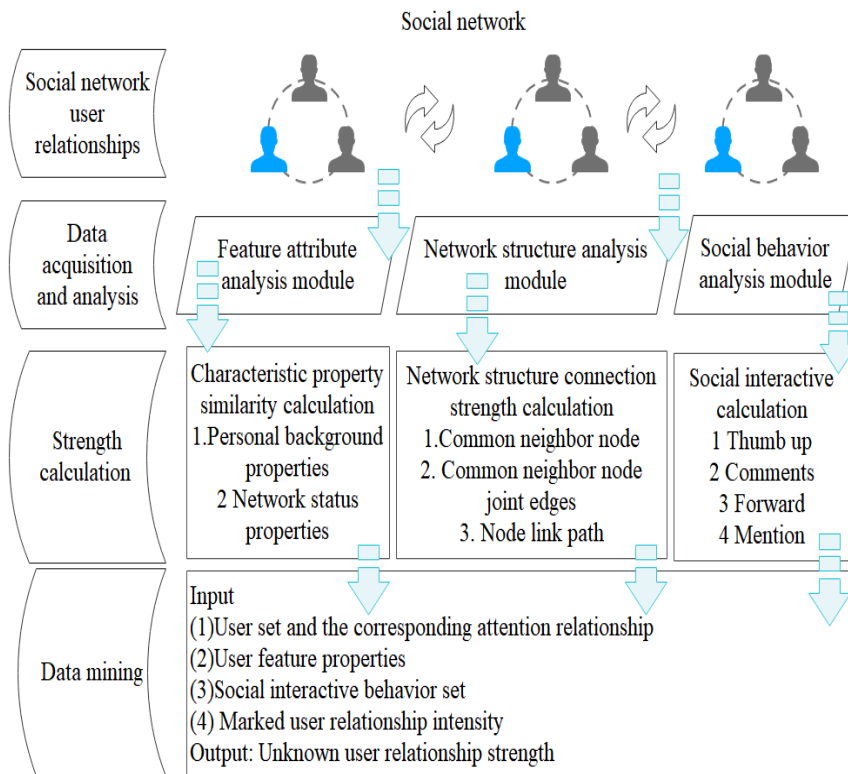 Social network
Social network
user
relationships
Data
acquisition
and analysis
Feature attribute
analysis module
Network structure analysis
module
Social behavior
analysis module
Strength
calculation
Characteristic property
similarity calculation
1.Personal background
properties
2 Network status
properties
Network structure connection
strength calculation
1.Common neighbor node
2. Common neighbor node
joint edges
3. Node link path
Social interactive
calculation
1 Thumb up
2 Comments
3 Forward
4 Mention
Data mining
Input
(1)User set and the corresponding attention relationship
(2)User feature properties
(3)Social interactive behavior set
(4) Marked user relationship intensity
Output: Unknown user relationship strength